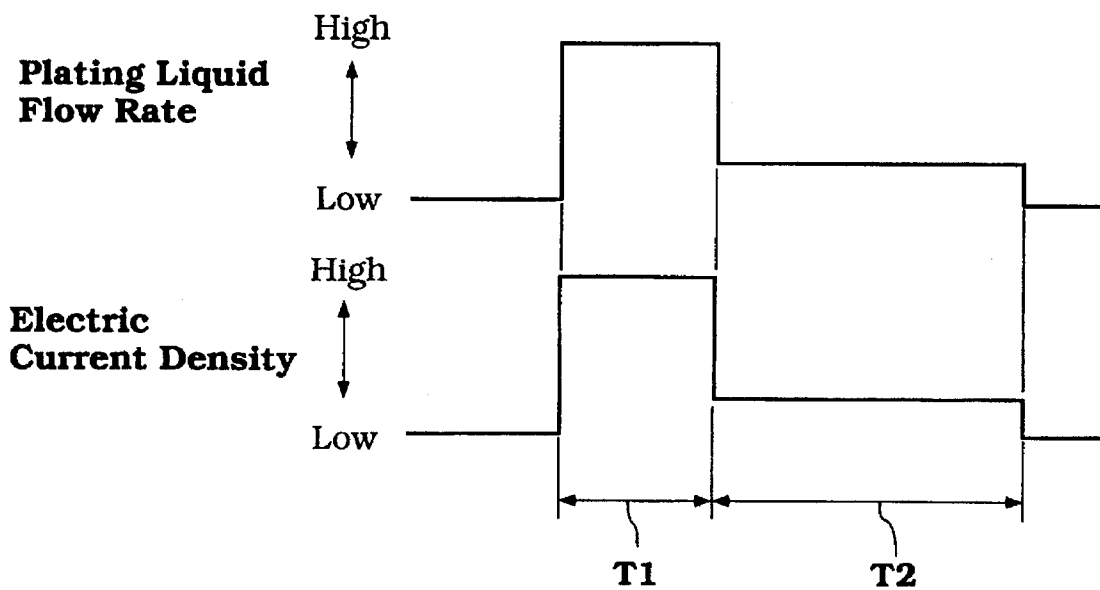 High
Plating Liquid
Flow Rate
Low
High
Electric
Current Density
Low
T1
T2